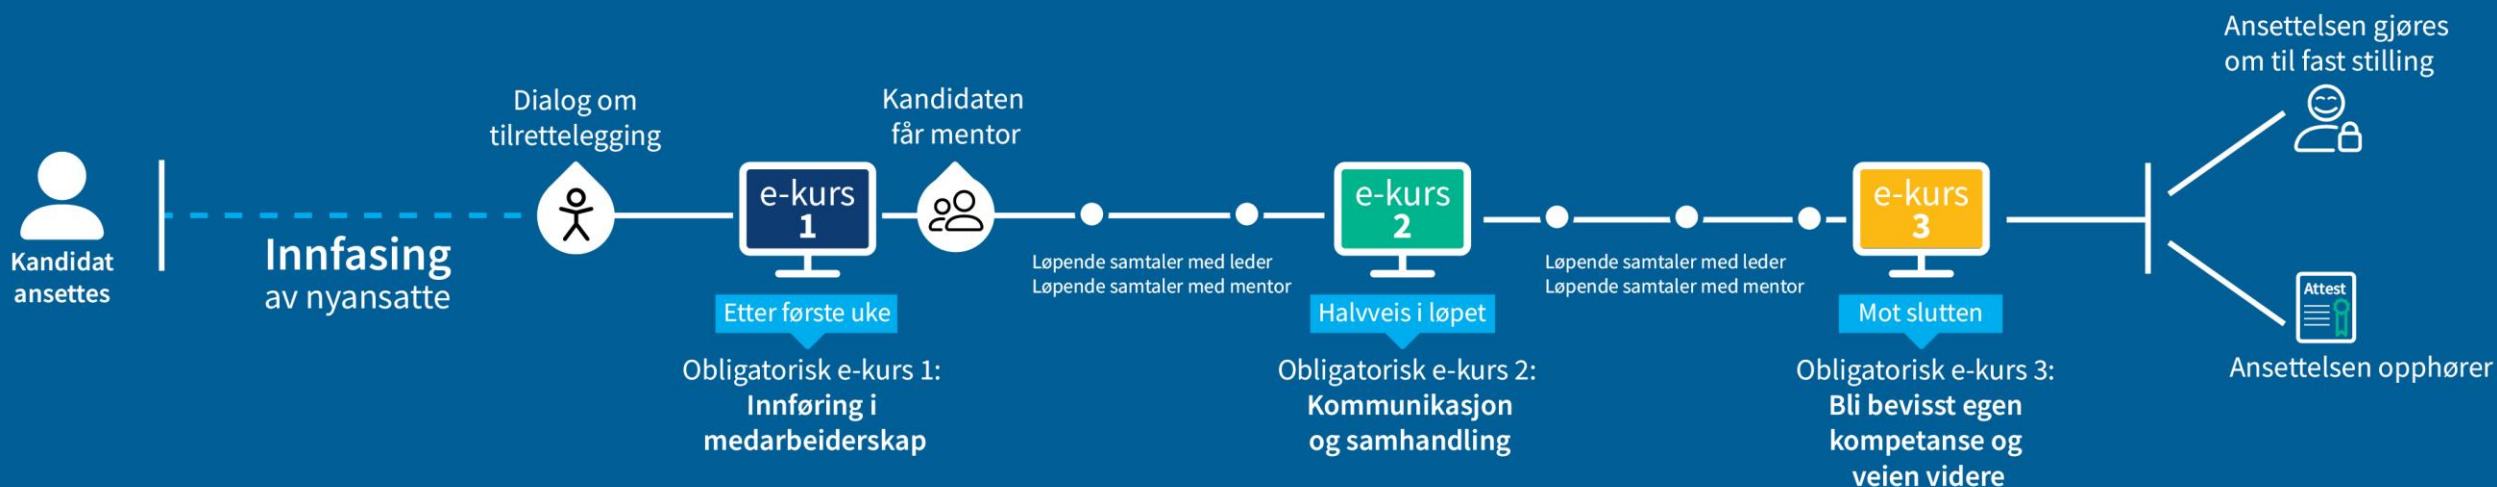 Kandidat
ansettes
Innfasing
av nyansatte
Dialog om
tilrettelegging
e-kurs
1
Etter første uke
Obligatorisk e-kurs 1:
Innføring i
medarbeiderskap
Kandidaten
får mentor
Løpende samtaler med leder
Løpende samtaler med mentor
e-kurs
2
Halvveis i løpet
Obligatorisk e-kurs 2:
Kommunikasjon
og samhandling
Løpende samtaler med leder
Løpende samtaler med mentor
e-kurs
3
Mot slutten
Obligatorisk e-kurs 3:
Bli bevisst egen
kompetanse og
veien videre
Ansettelsen gjøres
om til fast stilling
Attest
Ansettelsen opphører